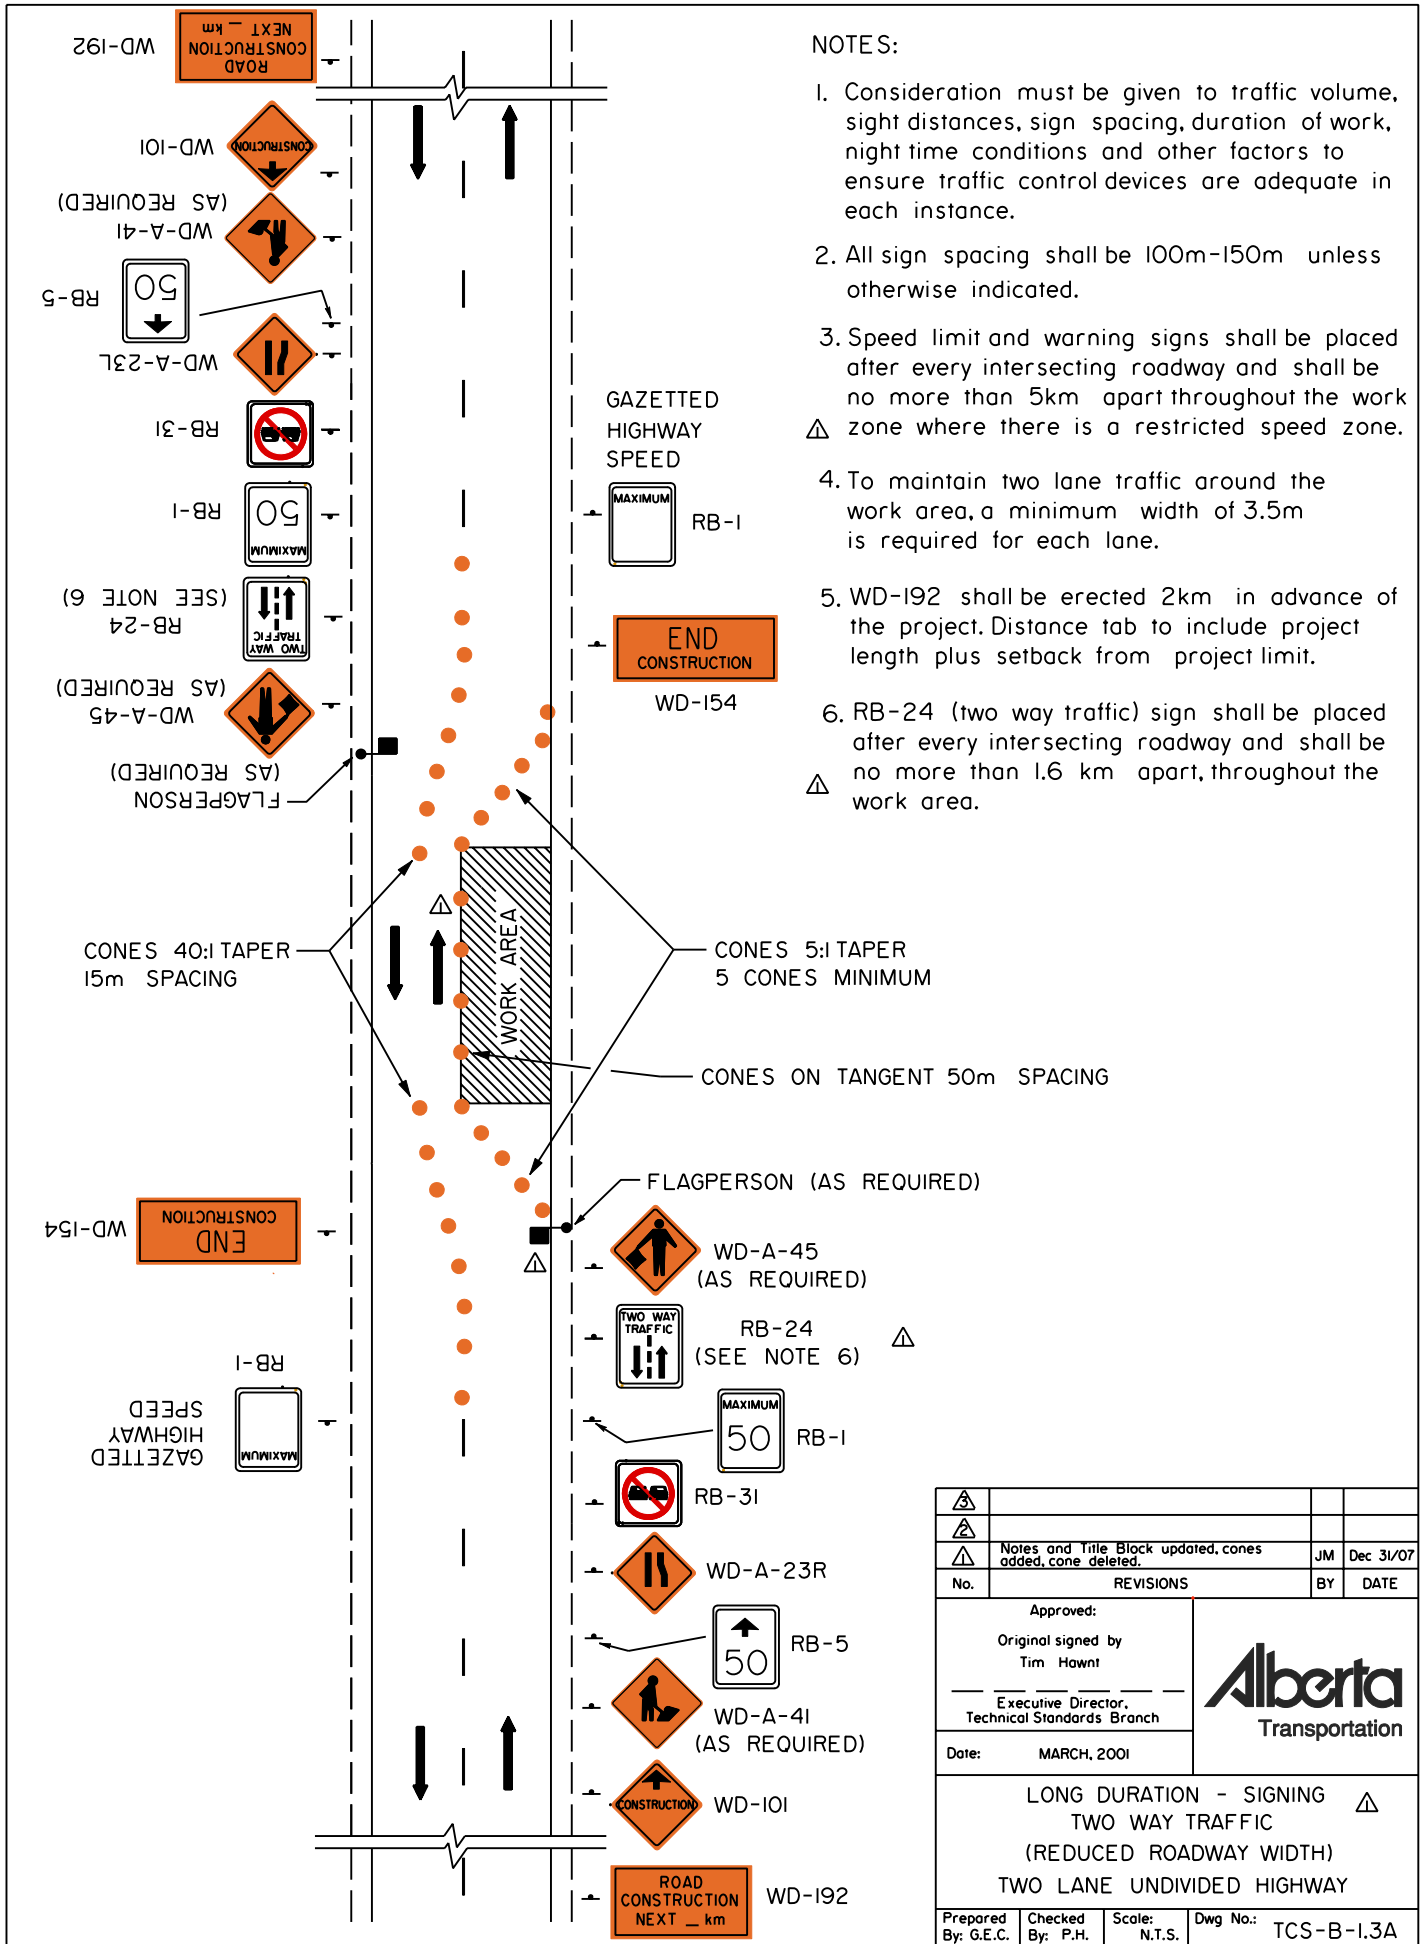 WD-192
ROAD
CONSTRUCTION
NEXT _ km
WD-101
CONSTRUCTION
WD-A-41
(AS REQUIRED)
RB-5
50
WD-A-23L
RB-31
RB-1
MAXIMUM
50
RB-24
(SEE NOTE 6)
TWO WAY
TRAFFIC
WD-A-45
(AS REQUIRED)
FLAGPERSON
(AS REQUIRED)
GAZETTED
HIGHWAY
SPEED
MAXIMUM
RB-1
END
CONSTRUCTION
WD-154
CONES 40:1 TAPER
15m SPACING
WORK AREA
1
CONES 5:1 TAPER
5 CONES MINIMUM
CONES ON TANGENT 50m SPACING
FLAGPERSON (AS REQUIRED)
1
WD-154
END
CONSTRUCTION
WD-A-45
(AS REQUIRED)
TWO WAY
TRAFFIC
RB-24
(SEE NOTE 6)
1
RB-1
GAZETTED
HIGHWAY
SPEED
MAXIMUM
MAXIMUM
50
RB-1
RB-31
WD-A-23R
50
RB-5
WD-A-41
(AS REQUIRED)
CONSTRUCTION
WD-101
ROAD
CONSTRUCTION
NEXT _ km
WD-192
NOTES:
1. Consideration must be given to traffic volume,
sight distances, sign spacing, duration of work,
night time conditions and other factors to
ensure traffic control devices are adequate in
each instance.
2. All sign spacing shall be 100m-150m unless
otherwise indicated.
3. Speed limit and warning signs shall be placed
after every intersecting roadway and shall be
no more than 5km apart throughout the work
1 zone where there is a restricted speed zone.
4. To maintain two lane traffic around the
work area, a minimum width of 3.5m
is required for each lane.
5. WD-192 shall be erected 2km in advance of
the project. Distance tab to include project
length plus setback from project limit.
6. RB-24 (two way traffic) sign shall be placed
after every intersecting roadway and shall be
1 no more than 1.6 km apart, throughout the
work area.
3
2
1 Notes and Title Block updated, cones
added, cone deleted. JM Dec 31/07
No. REVISIONS BY DATE
Approved:
Original signed by
Tim Hawnt
Executive Director,
Technical Standards Branch
Date: MARCH, 2001
Alberta
Transportation
LONG DURATION - SIGNING 1
TWO WAY TRAFFIC
(REDUCED ROADWAY WIDTH)
TWO LANE UNDIVIDED HIGHWAY
Prepared
By: G.E.C.
Checked
By: P.H.
Scale:
N.T.S.
Dwg No.: TCS-B-1.3A